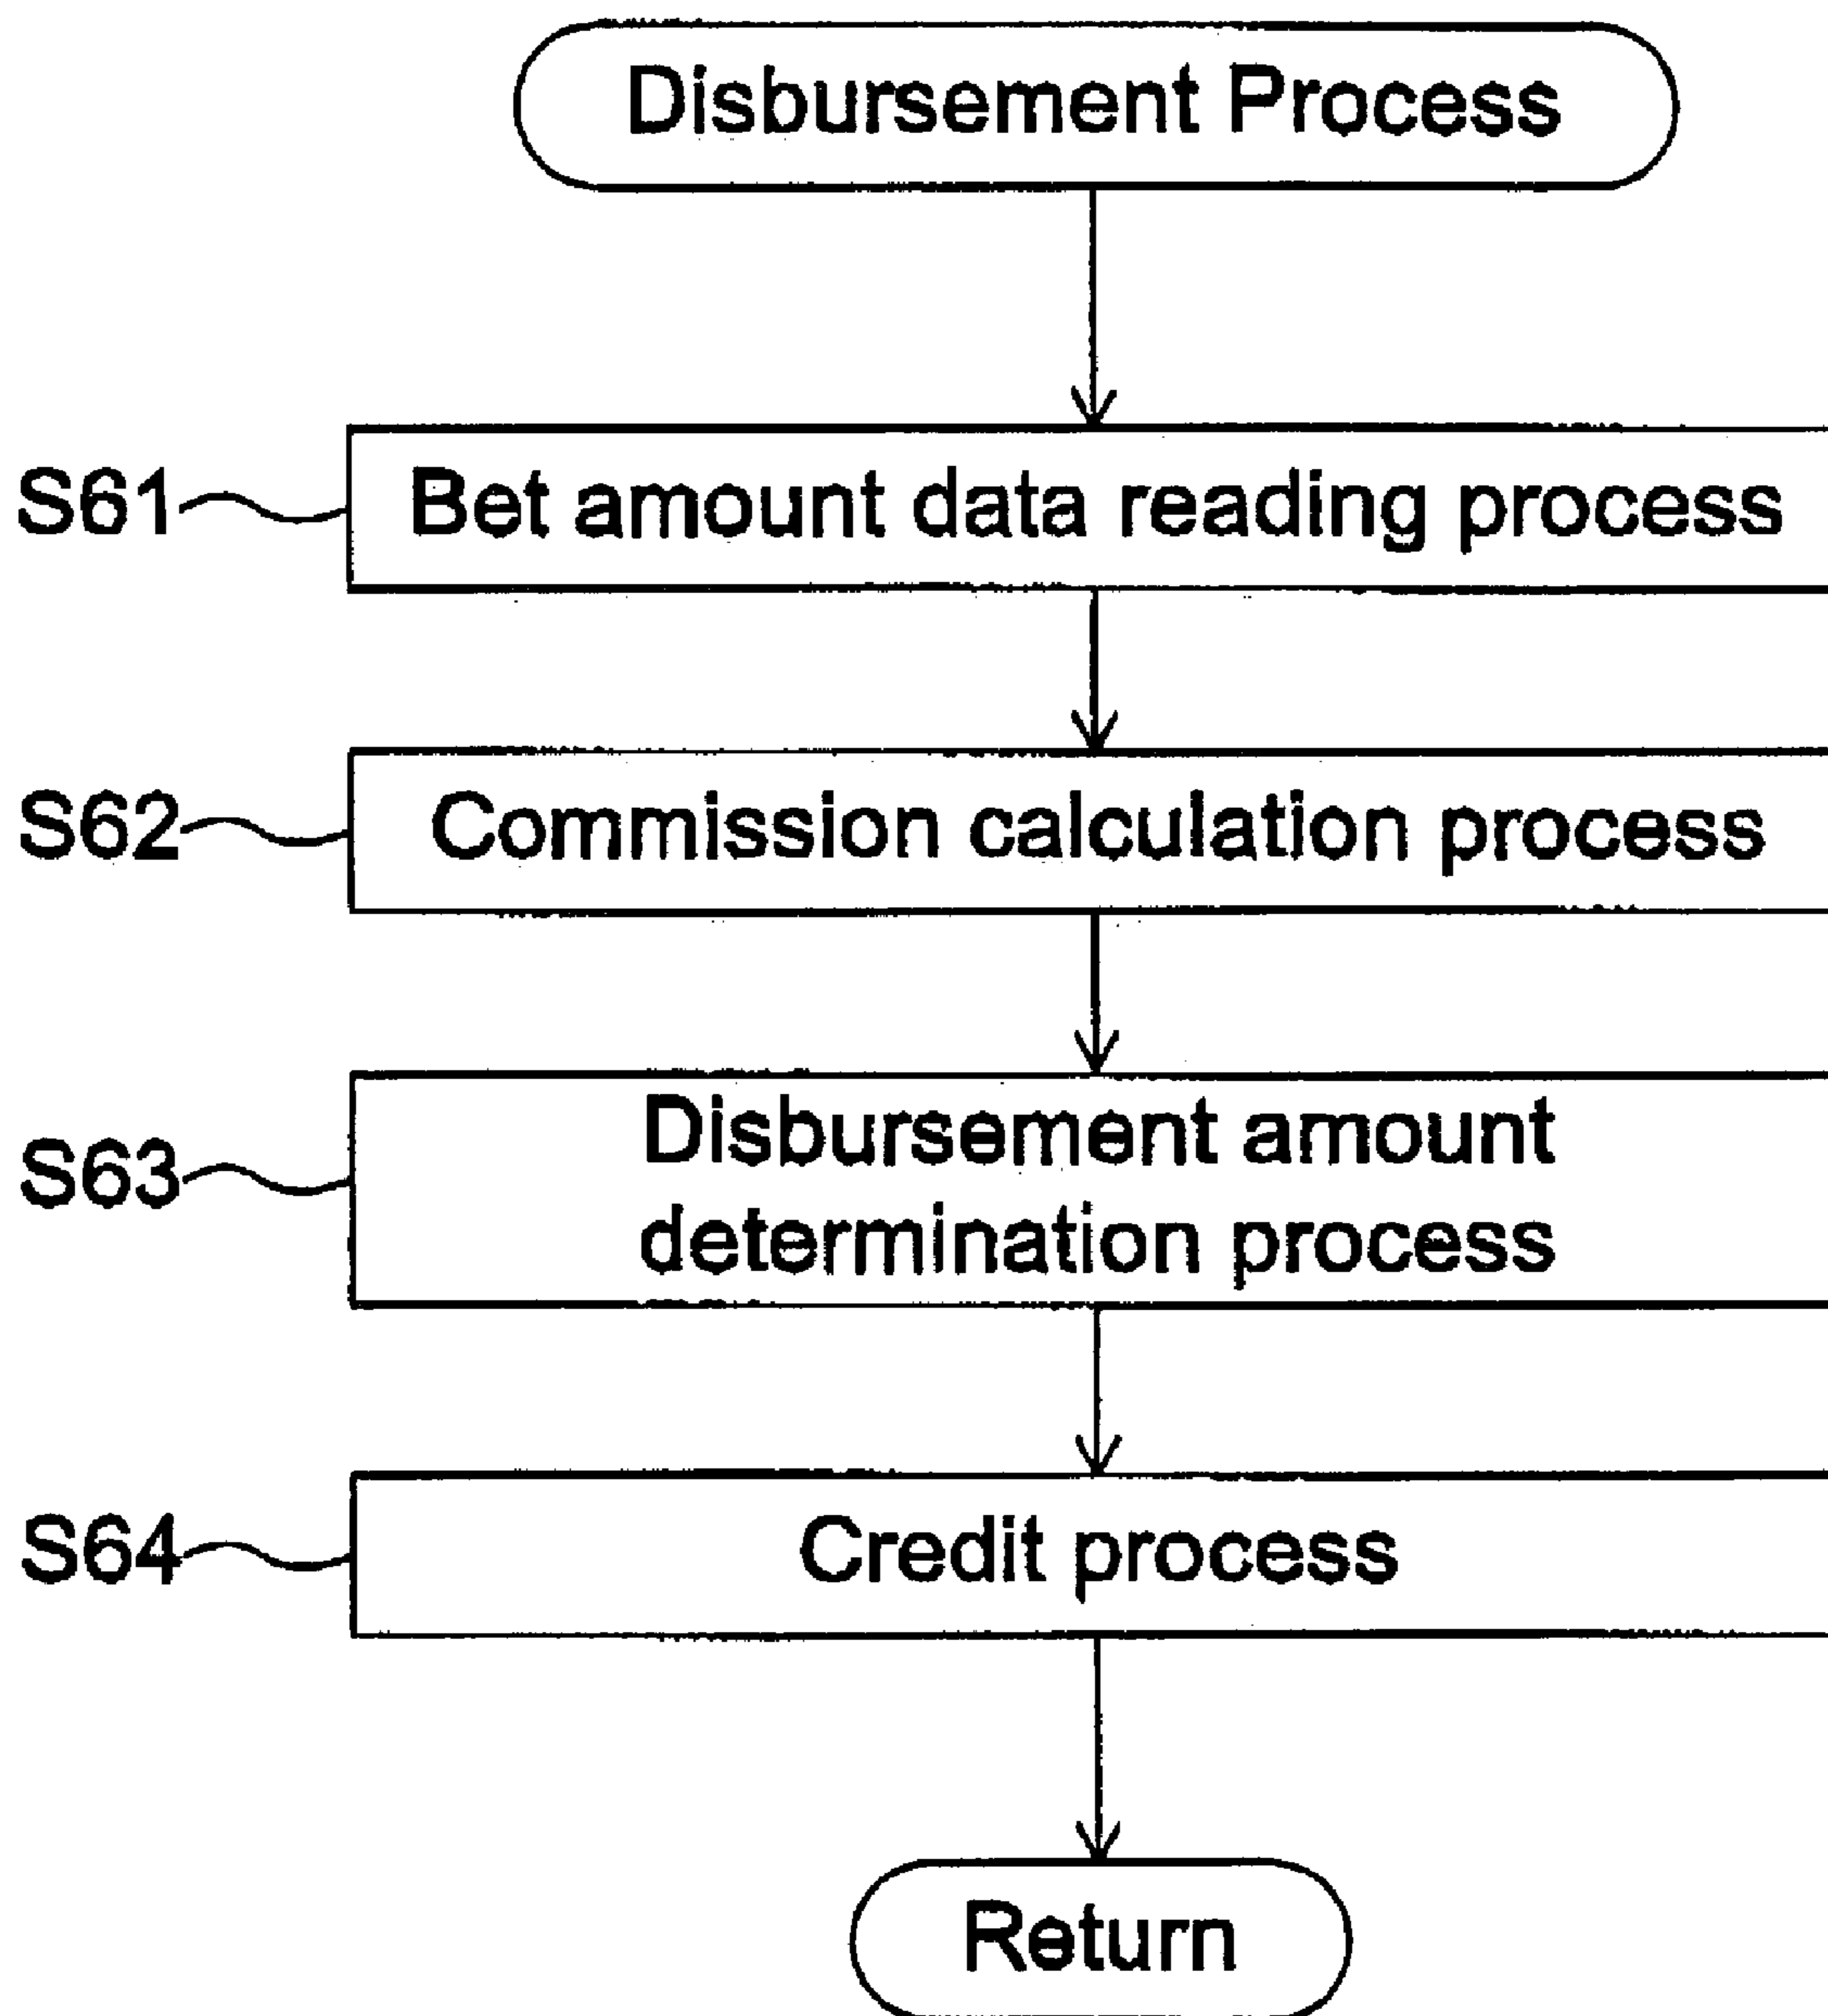 Disbursement Process
S61 Bet amount data reading process
S62 Commission calculation process
S63 Disbursement amount
determination process
S64 Credit process
Return